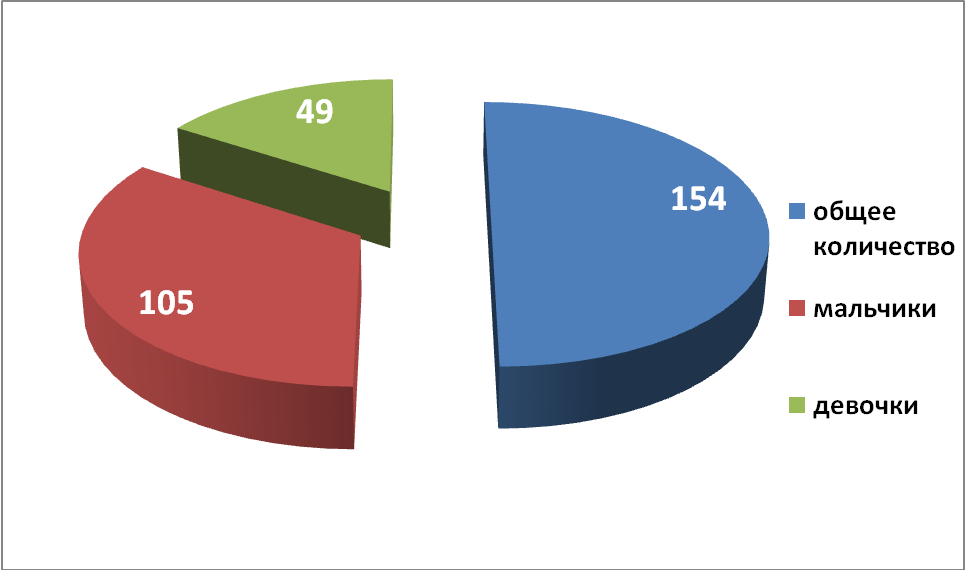 49
154
105
общее
количество
мальчики
девочки